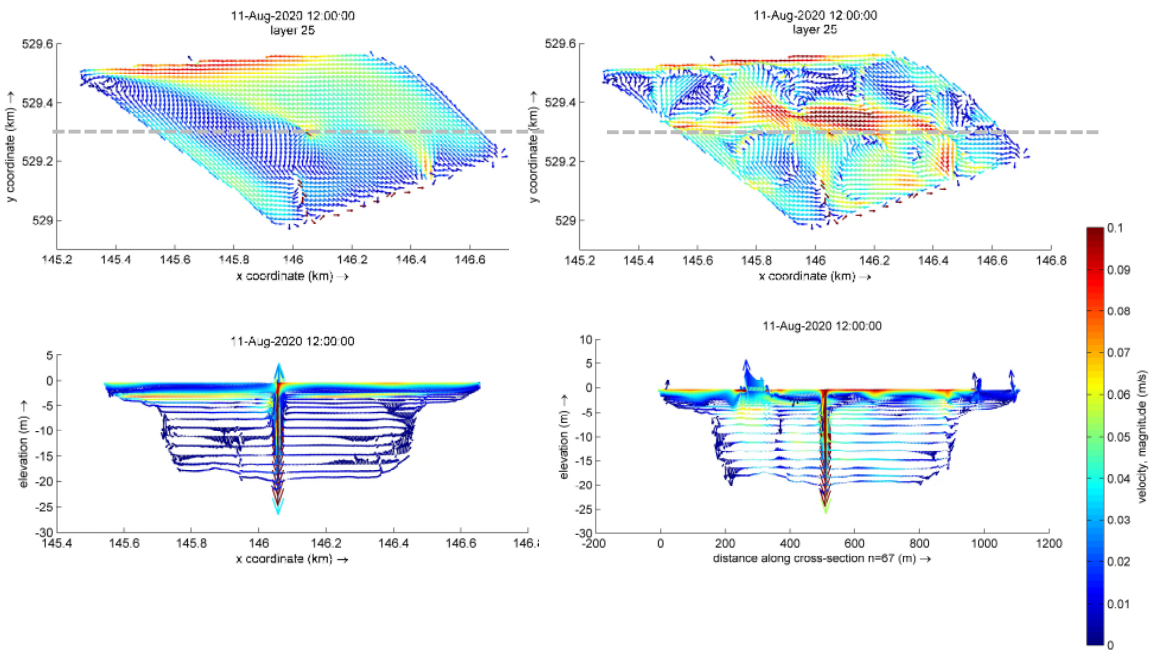 11-Aug-2020 12:00:00
layer 25
529.6
529.4
529.2
529
y coordinate (km) →
145.2 145.4 145.6 145.8 146 146.2 146.4 146.6
x coordinate (km) →
11-Aug-2020 12:00:00
layer 25
529.6
529.4
529.2
529
y coordinate (km) →
145.2 145.4 145.6 145.8 146 146.2 146.4 146.6 146.8
x coordinate (km) →
11-Aug-2020 12:00:00
5
0
-5
-10
-15
-20
-25
-30
elevation (m) →
145.4 145.6 145.8 146 146.2 146.4 146.6 146.8
x coordinate (km) →
11-Aug-2020 12:00:00
10
5
0
-5
-10
-15
-20
-25
-30
elevation (m) →
-200 0 200 400 600 800 1000 1200
distance along cross-section n=67 (m) →
0.1
0.09
0.08
0.07
0.06
0.05
0.04
0.03
0.02
0.01
0
velocity, magnitude (m/s)